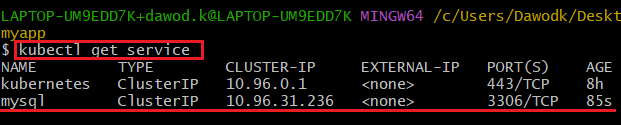 LAPTOP-UM9EDD7K+dawod.k@LAPTOP-UM9EDD7K MINGW64 /c/Users/Dawodk/Deskt
myapp
$ kubectl get service
NAME TYPE CLUSTER-IP EXTERNAL-IP PORT(S) AGE
kubernetes ClusterIP 10.96.0.1 <none> 443/TCP 8h
mysql ClusterIP 10.96.31.236 <none> 3306/TCP 85s